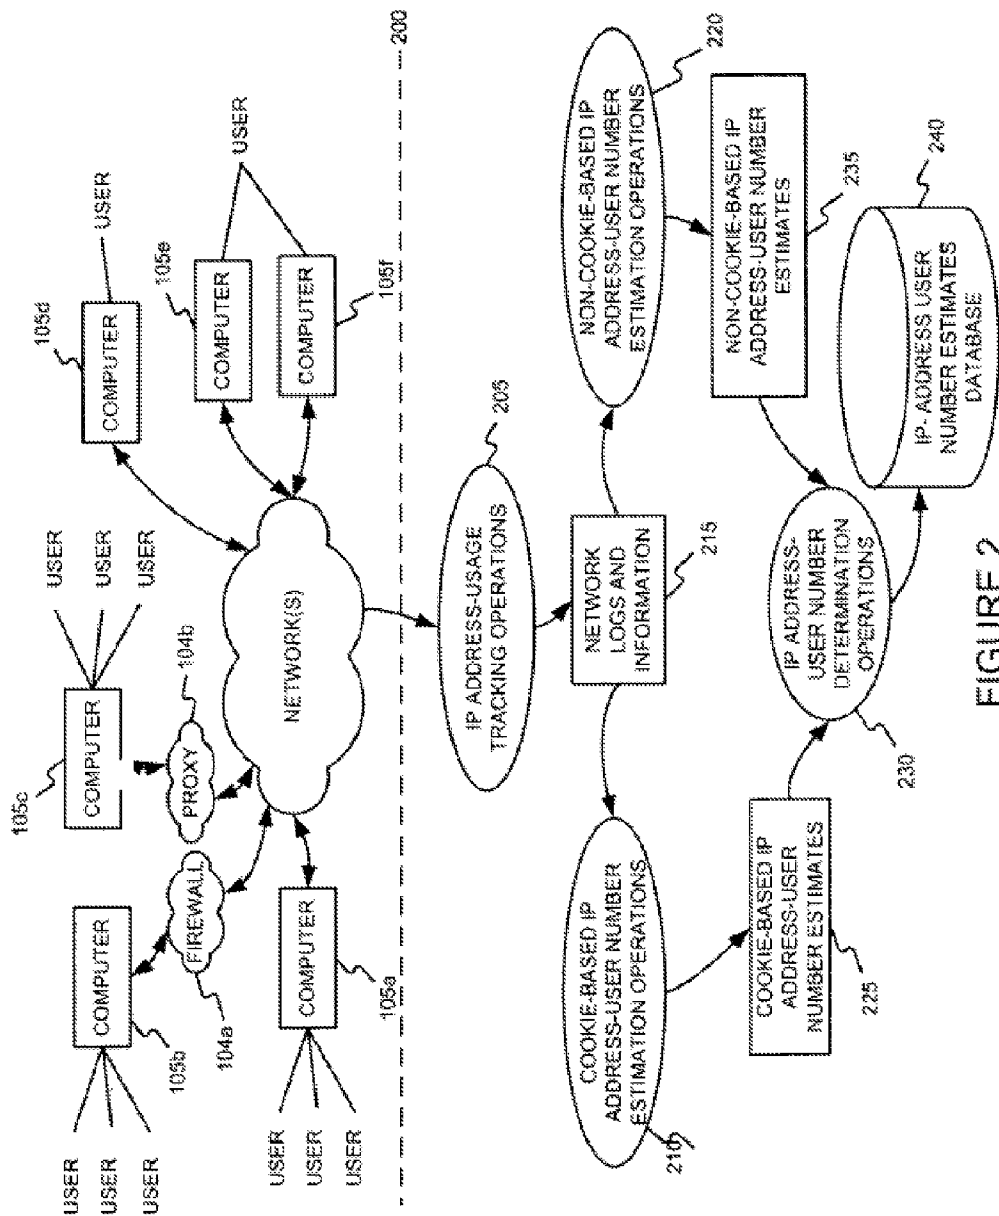 USER
USER
USER
105b
COMPUTER
104a
FIREWALL
USER
USER
USER
105a
COMPUTER
105c
COMPUTER
USER
USER
USER
PROXY
104b
NETWORK(S)
105d
COMPUTER
USER
105e
COMPUTER
COMPUTER
105f
USER
200
IP ADDRESS-USAGE
TRACKING OPERATIONS
205
NETWORK
LOGS AND
INFORMATION
215
COOKIE-BASED IP
ADDRESS-USER NUMBER
ESTIMATION OPERATIONS
210
NON-COOKIE-BASED IP
ADDRESS-USER NUMBER
ESTIMATION OPERATIONS
220
COOKIE-BASED IP
ADDRESS-USER
NUMBER ESTIMATES
225
NON-COOKIE-BASED IP
ADDRESS-USER NUMBER
ESTIMATES
235
IP ADDRESS-
USER NUMBER
DETERMINATION
OPERATIONS
230
IP- ADDRESS USER
NUMBER ESTIMATES
DATABASE
240
FIGURE 2